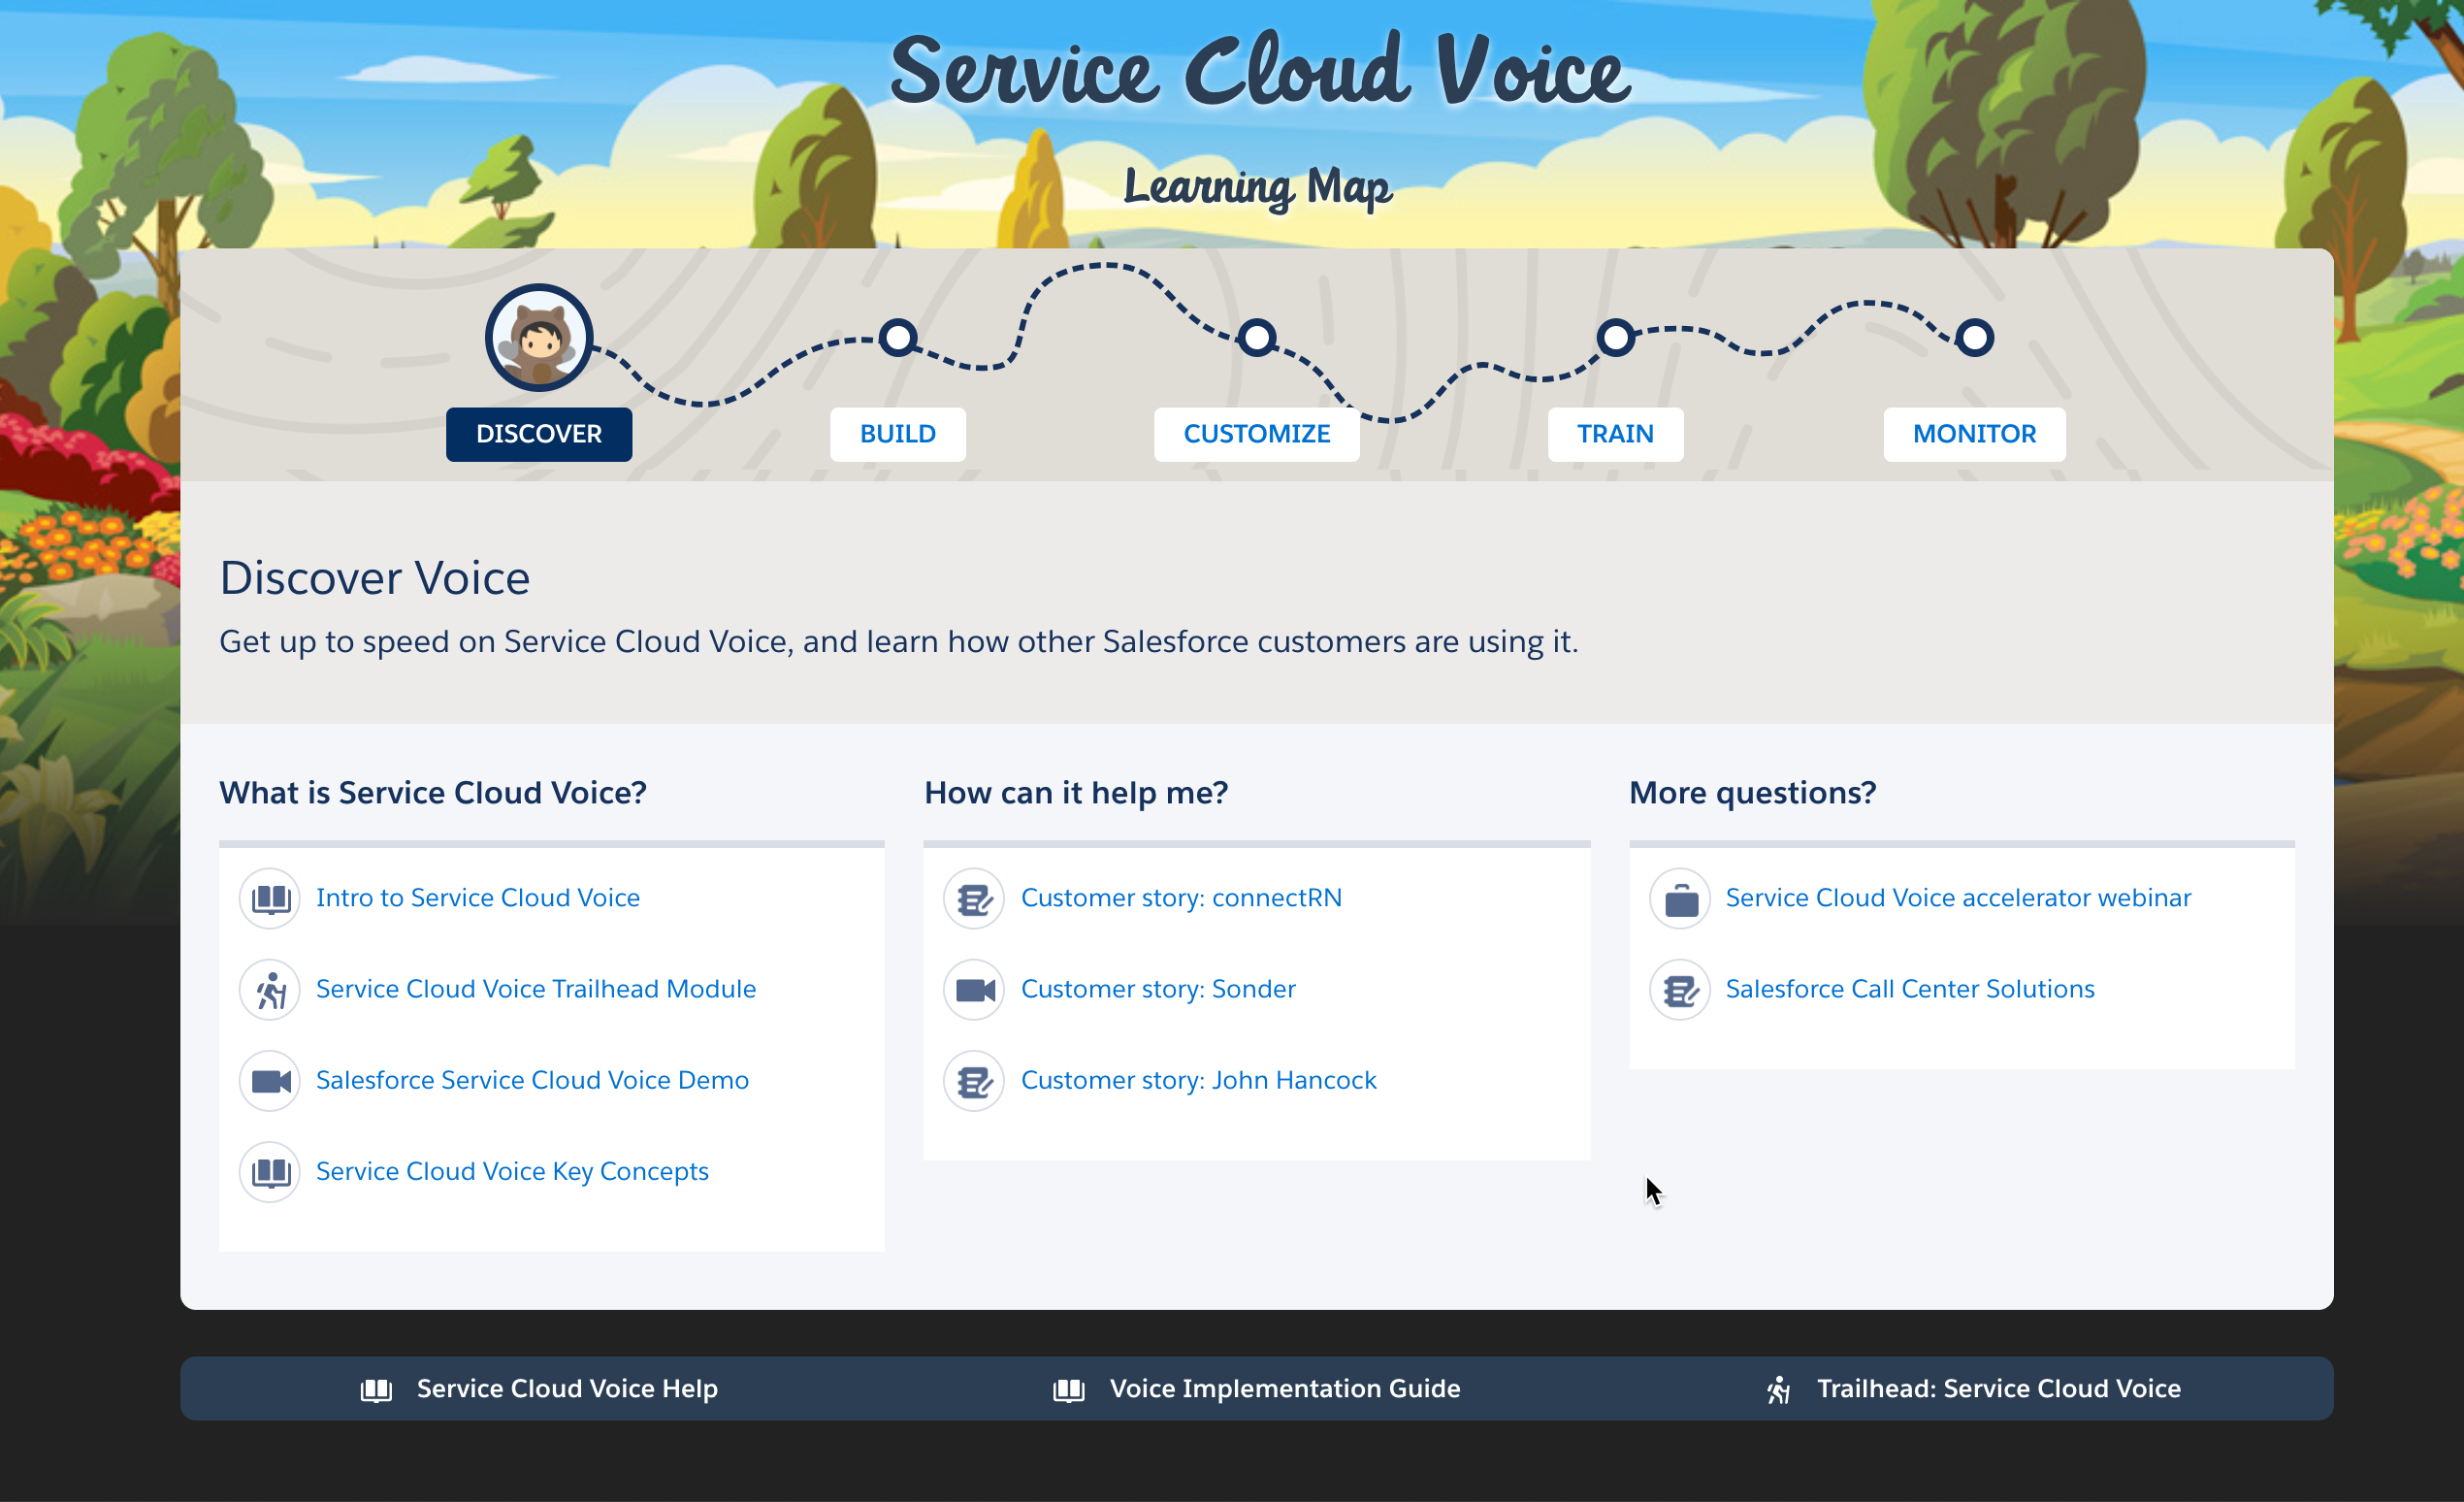 Service Cloud Voice
Learning Map
DISCOVER
BUILD
CUSTOMIZE
TRAIN
MONITOR
Discover Voice
Get up to speed on Service Cloud Voice, and learn how other Salesforce customers are using it.
What is Service Cloud Voice?
Intro to Service Cloud Voice
Service Cloud Voice Trailhead Module
Salesforce Service Cloud Voice Demo
Service Cloud Voice Key Concepts
How can it help me?
Customer story: connectRN
Customer story: Sonder
Customer story: John Hancock
More questions?
Service Cloud Voice accelerator webinar
Salesforce Call Center Solutions
Service Cloud Voice Help
Voice Implementation Guide
Trailhead: Service Cloud Voice